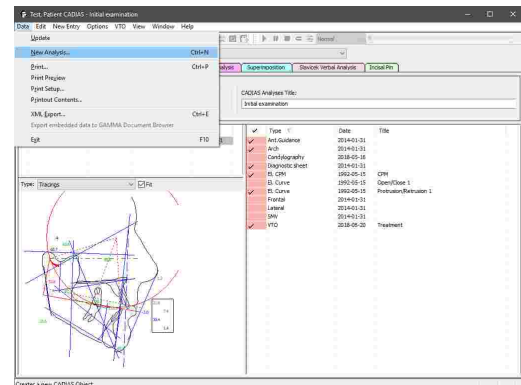 Test, Patient CADIAS - Initial examination
Data Edit New Entry Options VTO View Window Help
Update
New Analysis... Ctrl+N
Print... Ctrl+P
Print Preview
Print Setup...
Printout Contents...
XML Export... Ctrl+E
Export embedded data to GAMMA Document Browser
Exit F10
Normal
Superimposition Slavicek Verbal Analysis Incisal Pin
CADIAS Analyses Title:
Initial examination
Type Date Title
Ant.Guidance 2014-01-31
Arch 2014-01-31
Condylography 2018-05-16
Diagnostic sheet 2014-01-31
El. CPM 1992-05-15 CPM
El. Curve 1992-05-15 Open/Close 1
El. Curve 1992-05-15 Protrusion/Retrusion 1
Frontal 2014-01-31
Lateral 2014-01-31
SMV 2014-01-31
VTO 2018-06-20 Treatment
Type: Tracings Fit
Creates a new CADIAS Object